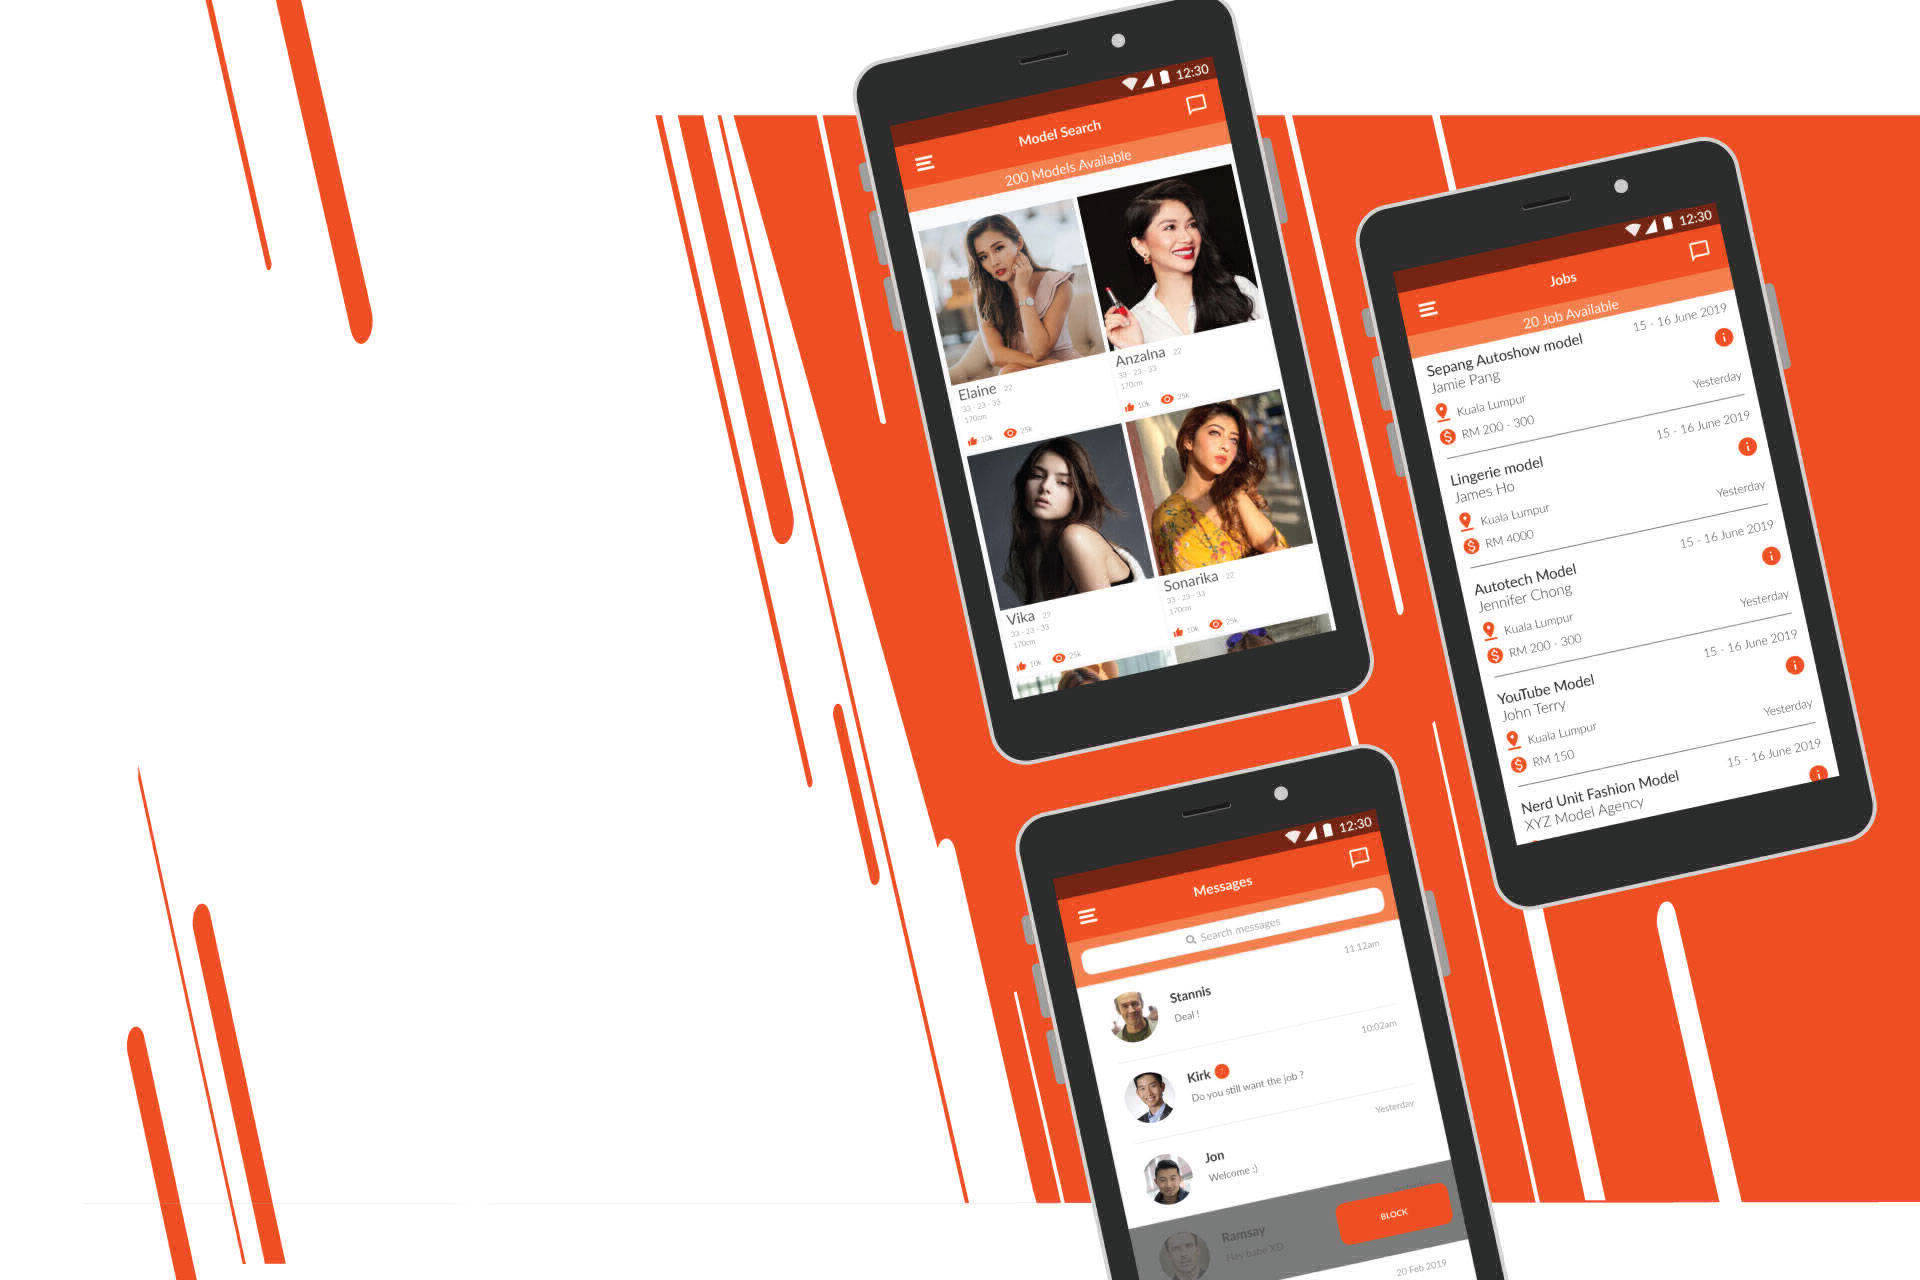 12:30
Model Search
200 Models Available
Elaine 22
33 - 23 - 33
170cm
10k 25k
Anzalna 22
33 - 23 - 33
170cm
10k 25k
Vika 22
33 - 23 - 33
170cm
10k 25k
Sonarika 22
33 - 23 - 33
170cm
10k 25k
12:30
Jobs
20 Job Available
15 - 16 June 2019
Sepang Autoshow model
Jamie Pang
Kuala Lumpur
Yesterday
RM 200 - 300
15 - 16 June 2019
Lingerie model
James Ho
Kuala Lumpur
Yesterday
RM 4000
15 - 16 June 2019
Autotech Model
Jennifer Chong
Kuala Lumpur
Yesterday
RM 200 - 300
15 - 16 June 2019
YouTube Model
John Terry
Kuala Lumpur
Yesterday
RM 150
15 - 16 June 2019
Nerd Unit Fashion Model
XYZ Model Agency
12:30
Messages
Search messages
11:12am
Stannis
Deal !
10:02am
Kirk
Do you still want the job ?
Yesterday
Jon
Welcome :)
Yesterday
Ramsay
Hay babe XD
BLOCK
20 Feb 2019